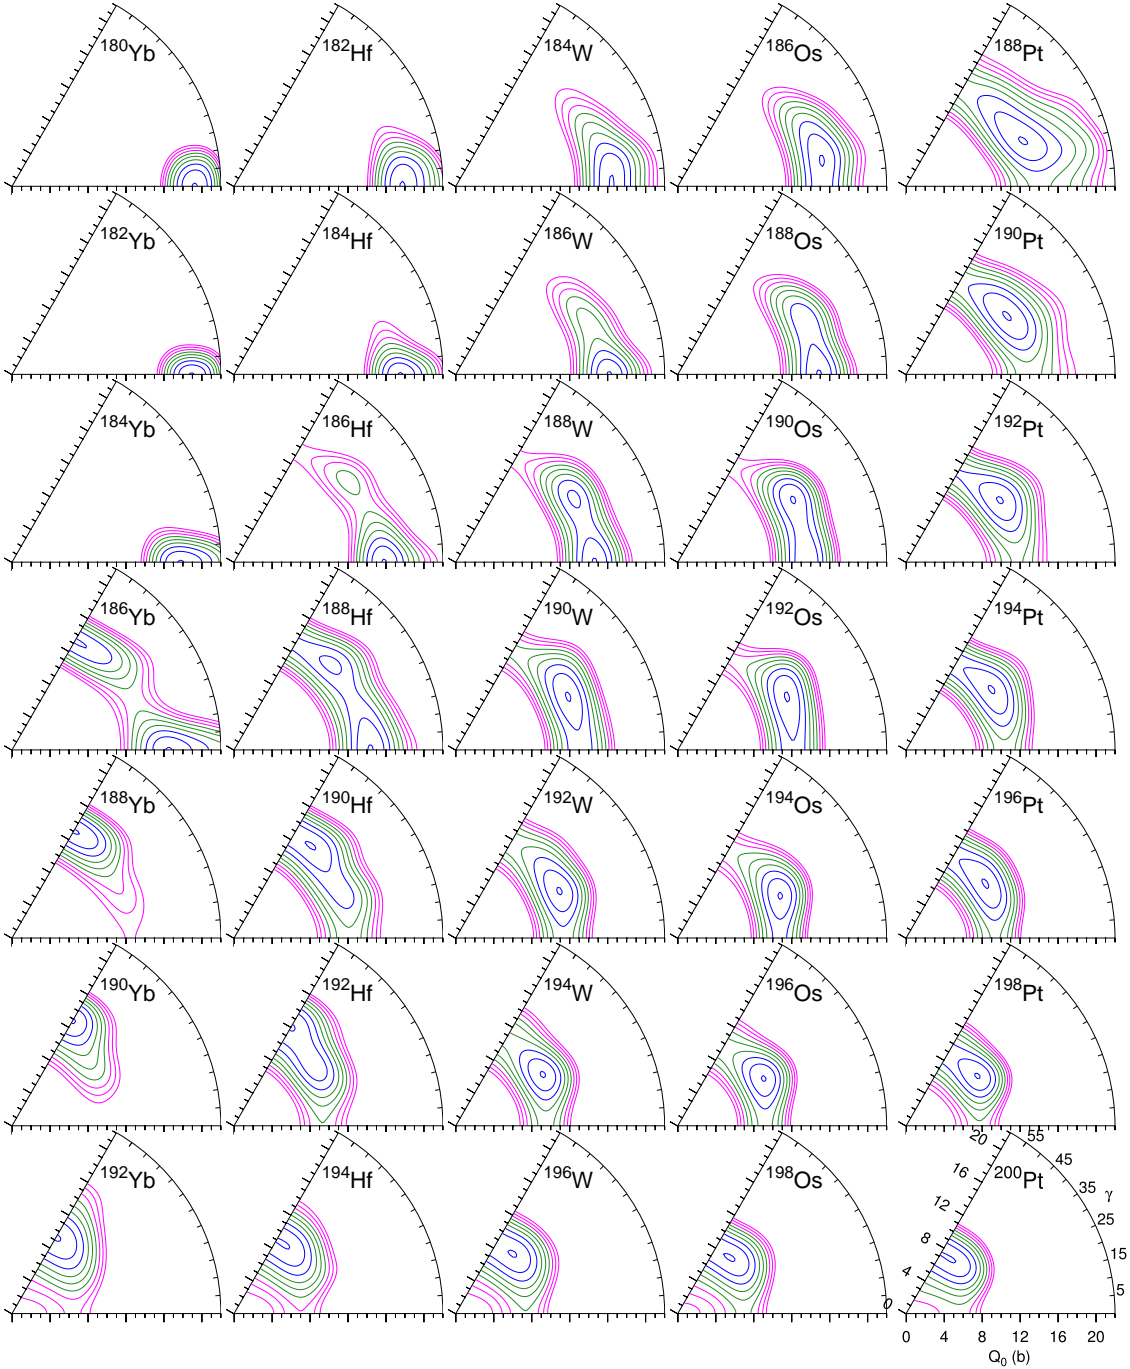 180Yb 182Hf 184W 186Os 188Pt
182Yb 184Hf 186W 188Os 190Pt
184Yb 186Hf 188W 190Os 192Pt
186Yb 188Hf 190W 192Os 194Pt
188Yb 190Hf 192W 194Os 196Pt
190Yb 192Hf 194W 196Os 198Pt
192Yb 194Hf 196W 198Os 200Pt
20 55
16 45
35 γ
12 25
8 15
4 5
0
0 4 8 12 16 20
Q0 (b)